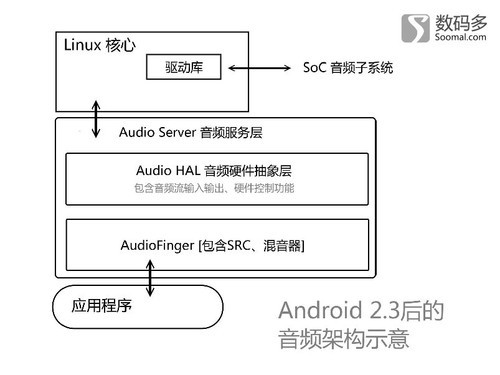 数码多
Soomal.com
Linux 核心
驱动库
SoC 音频子系统
Audio Server 音频服务层
Audio HAL 音频硬件抽象层
包含音频流输入输出、硬件控制功能
AudioFinger [包含SRC、混音器]
应用程序
Android 2.3后的
音频架构示意